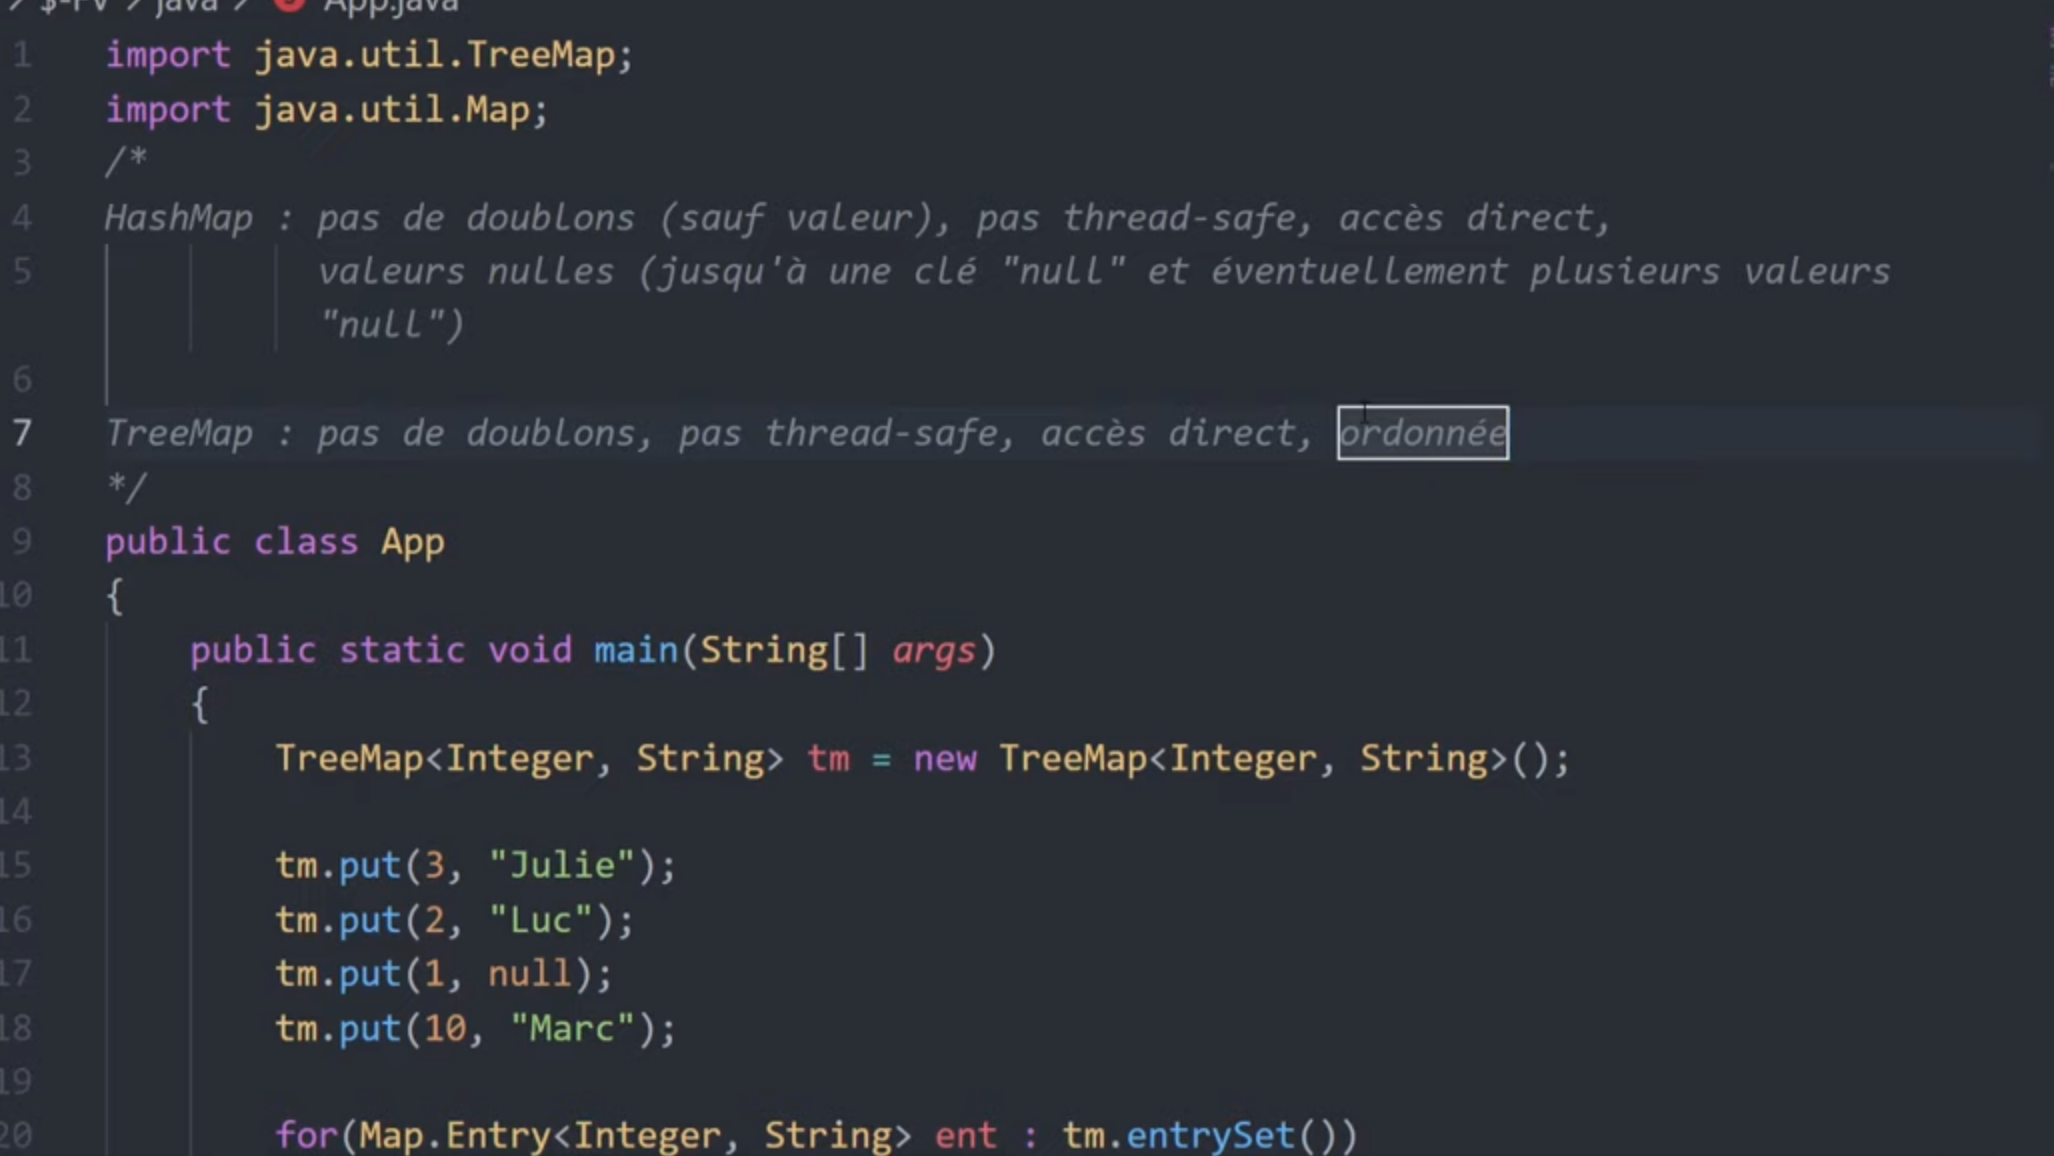 java > App.java
1 import java.util.TreeMap;
2 import java.util.Map;
3 /*
4 HashMap : pas de doublons (sauf valeur), pas thread-safe, accès direct,
5 valeurs nulles (jusqu'à une clé "null" et éventuellement plusieurs valeurs
"null")
6
7 TreeMap : pas de doublons, pas thread-safe, accès direct, ordonnée
8 */
9 public class App
10 {
11 public static void main(String[] args)
12 {
13 TreeMap<Integer, String> tm = new TreeMap<Integer, String>();
14
15 tm.put(3, "Julie");
16 tm.put(2, "Luc");
17 tm.put(1, null);
18 tm.put(10, "Marc");
19
20 for(Map.Entry<Integer, String> ent : tm.entrySet())